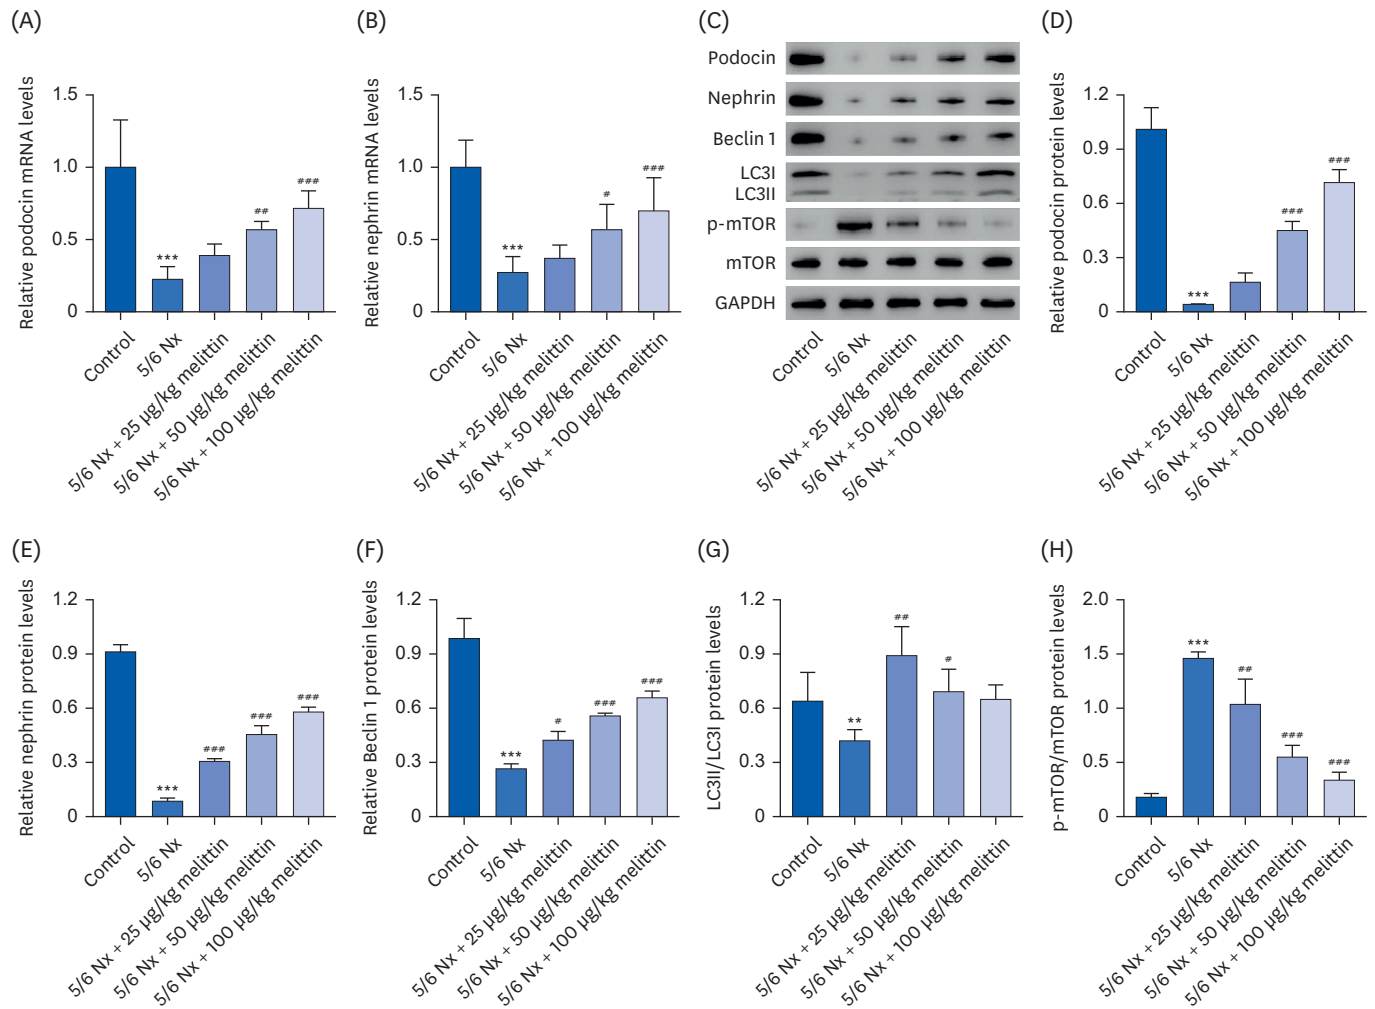 (A)
Relative podocin mRNA levels
1.5
1.0
0.5
0
***
##
###
Control
5/6 Nx
5/6 Nx + 25 µg/kg melittin
5/6 Nx + 50 µg/kg melittin
5/6 Nx + 100 µg/kg melittin
(B)
Relative nephrin mRNA levels
1.5
1.0
0.5
0
***
#
###
Control
5/6 Nx
5/6 Nx + 25 µg/kg melittin
5/6 Nx + 50 µg/kg melittin
5/6 Nx + 100 µg/kg melittin
(C)
Podocin
Nephrin
Beclin 1
LC3I
LC3II
p-mTOR
mTOR
GAPDH
Control
5/6 Nx
5/6 Nx + 25 µg/kg melittin
5/6 Nx + 50 µg/kg melittin
5/6 Nx + 100 µg/kg melittin
(D)
Relative podocin protein levels
1.2
0.9
0.6
0.3
0
***
###
###
Control
5/6 Nx
5/6 Nx + 25 µg/kg melittin
5/6 Nx + 50 µg/kg melittin
5/6 Nx + 100 µg/kg melittin
(E)
Relative nephrin protein levels
1.2
0.9
0.6
0.3
0
***
###
###
###
Control
5/6 Nx
5/6 Nx + 25 µg/kg melittin
5/6 Nx + 50 µg/kg melittin
5/6 Nx + 100 µg/kg melittin
(F)
Relative Beclin 1 protein levels
1.2
0.9
0.6
0.3
0
***
#
###
###
Control
5/6 Nx
5/6 Nx + 25 µg/kg melittin
5/6 Nx + 50 µg/kg melittin
5/6 Nx + 100 µg/kg melittin
(G)
LC3II/LC3I protein levels
1.2
0.9
0.6
0.3
0
**
##
#
Control
5/6 Nx
5/6 Nx + 25 µg/kg melittin
5/6 Nx + 50 µg/kg melittin
5/6 Nx + 100 µg/kg melittin
(H)
p-mTOR/mTOR protein levels
2.0
1.5
1.0
0.5
0
***
##
###
###
Control
5/6 Nx
5/6 Nx + 25 µg/kg melittin
5/6 Nx + 50 µg/kg melittin
5/6 Nx + 100 µg/kg melittin